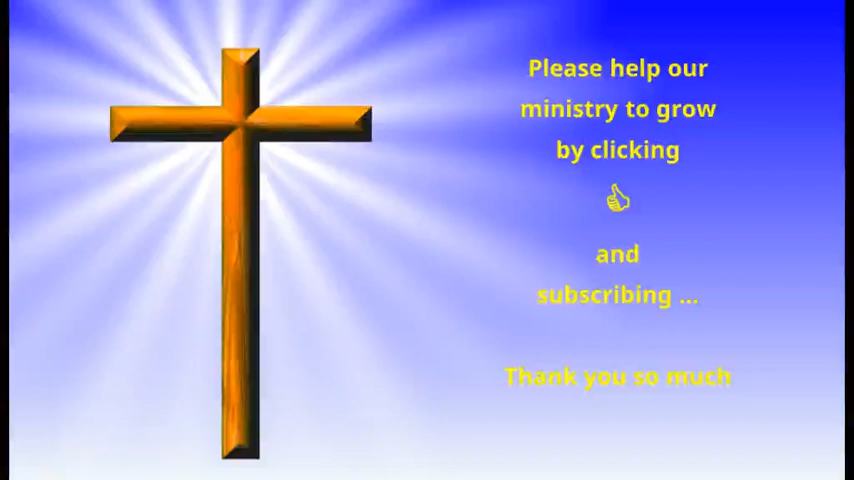 Please help our
ministry to grow
by clicking
👍
and
subscribing ...
Thank you so much